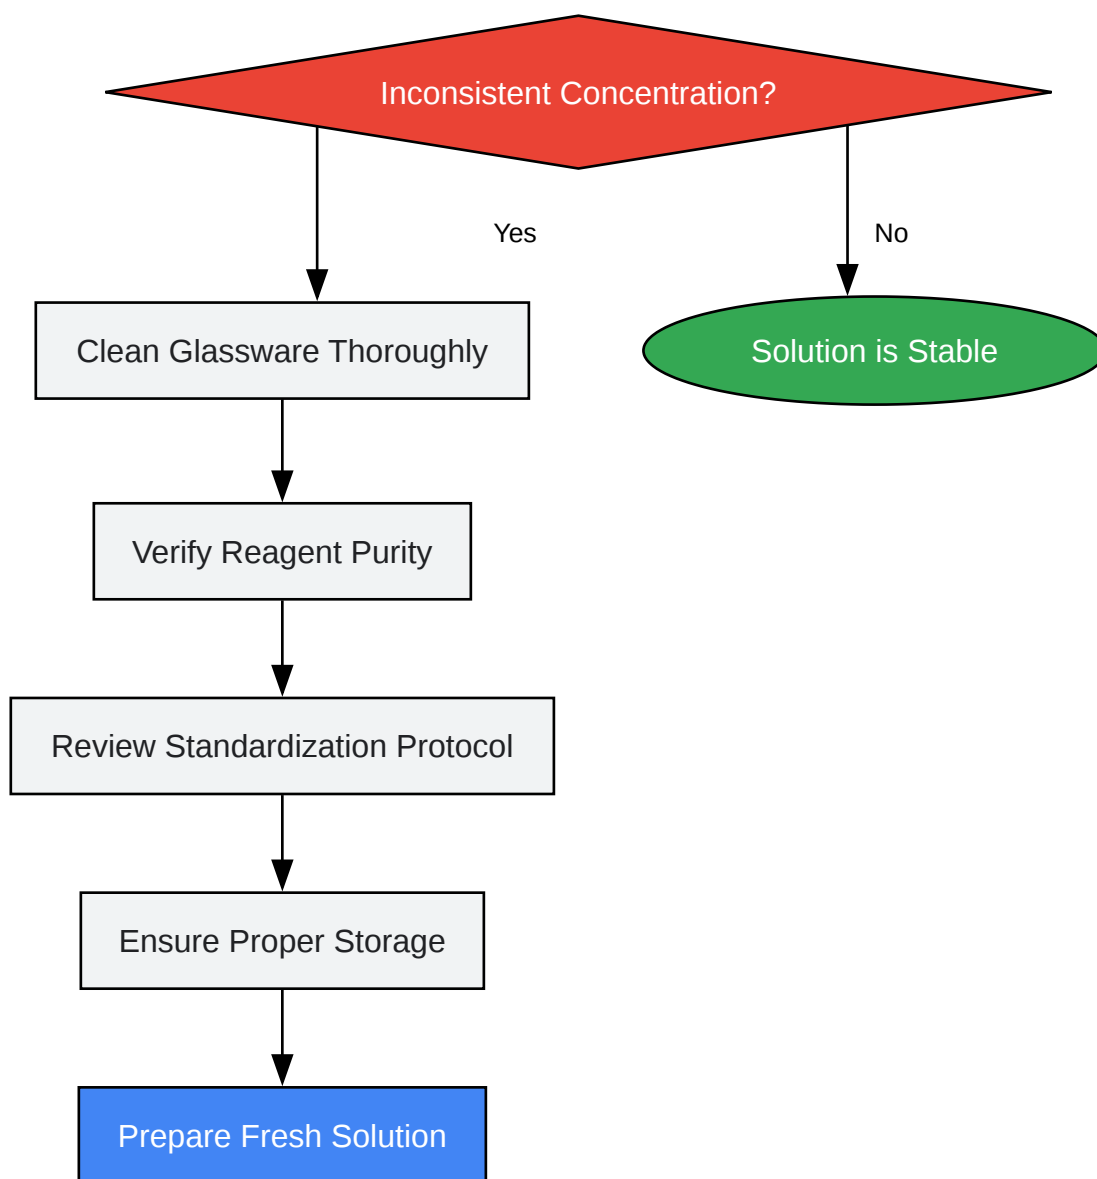 Inconsistent Concentration?
Yes
No
Clean Glassware Thoroughly
Solution is Stable
Verify Reagent Purity
Review Standardization Protocol
Ensure Proper Storage
Prepare Fresh Solution